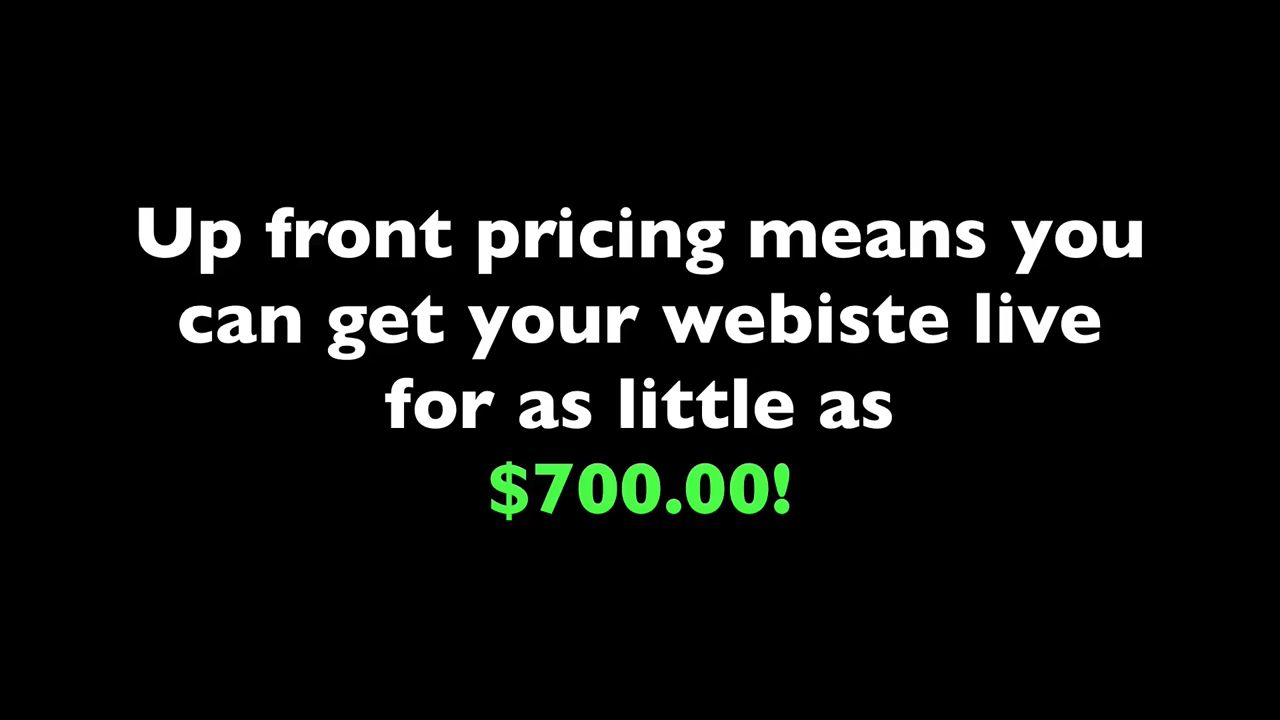 Up front pricing means you
can get your webiste live
for as little as
$700.00!